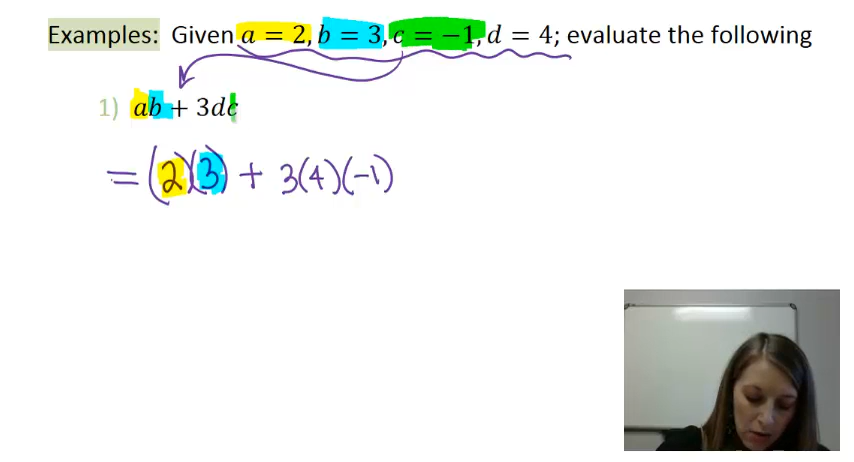 Examples: Given a = 2, b = 3, c = −1, d = 4; evaluate the following
1) ab + 3dc
= (2)(3) + 3(4)(-1)